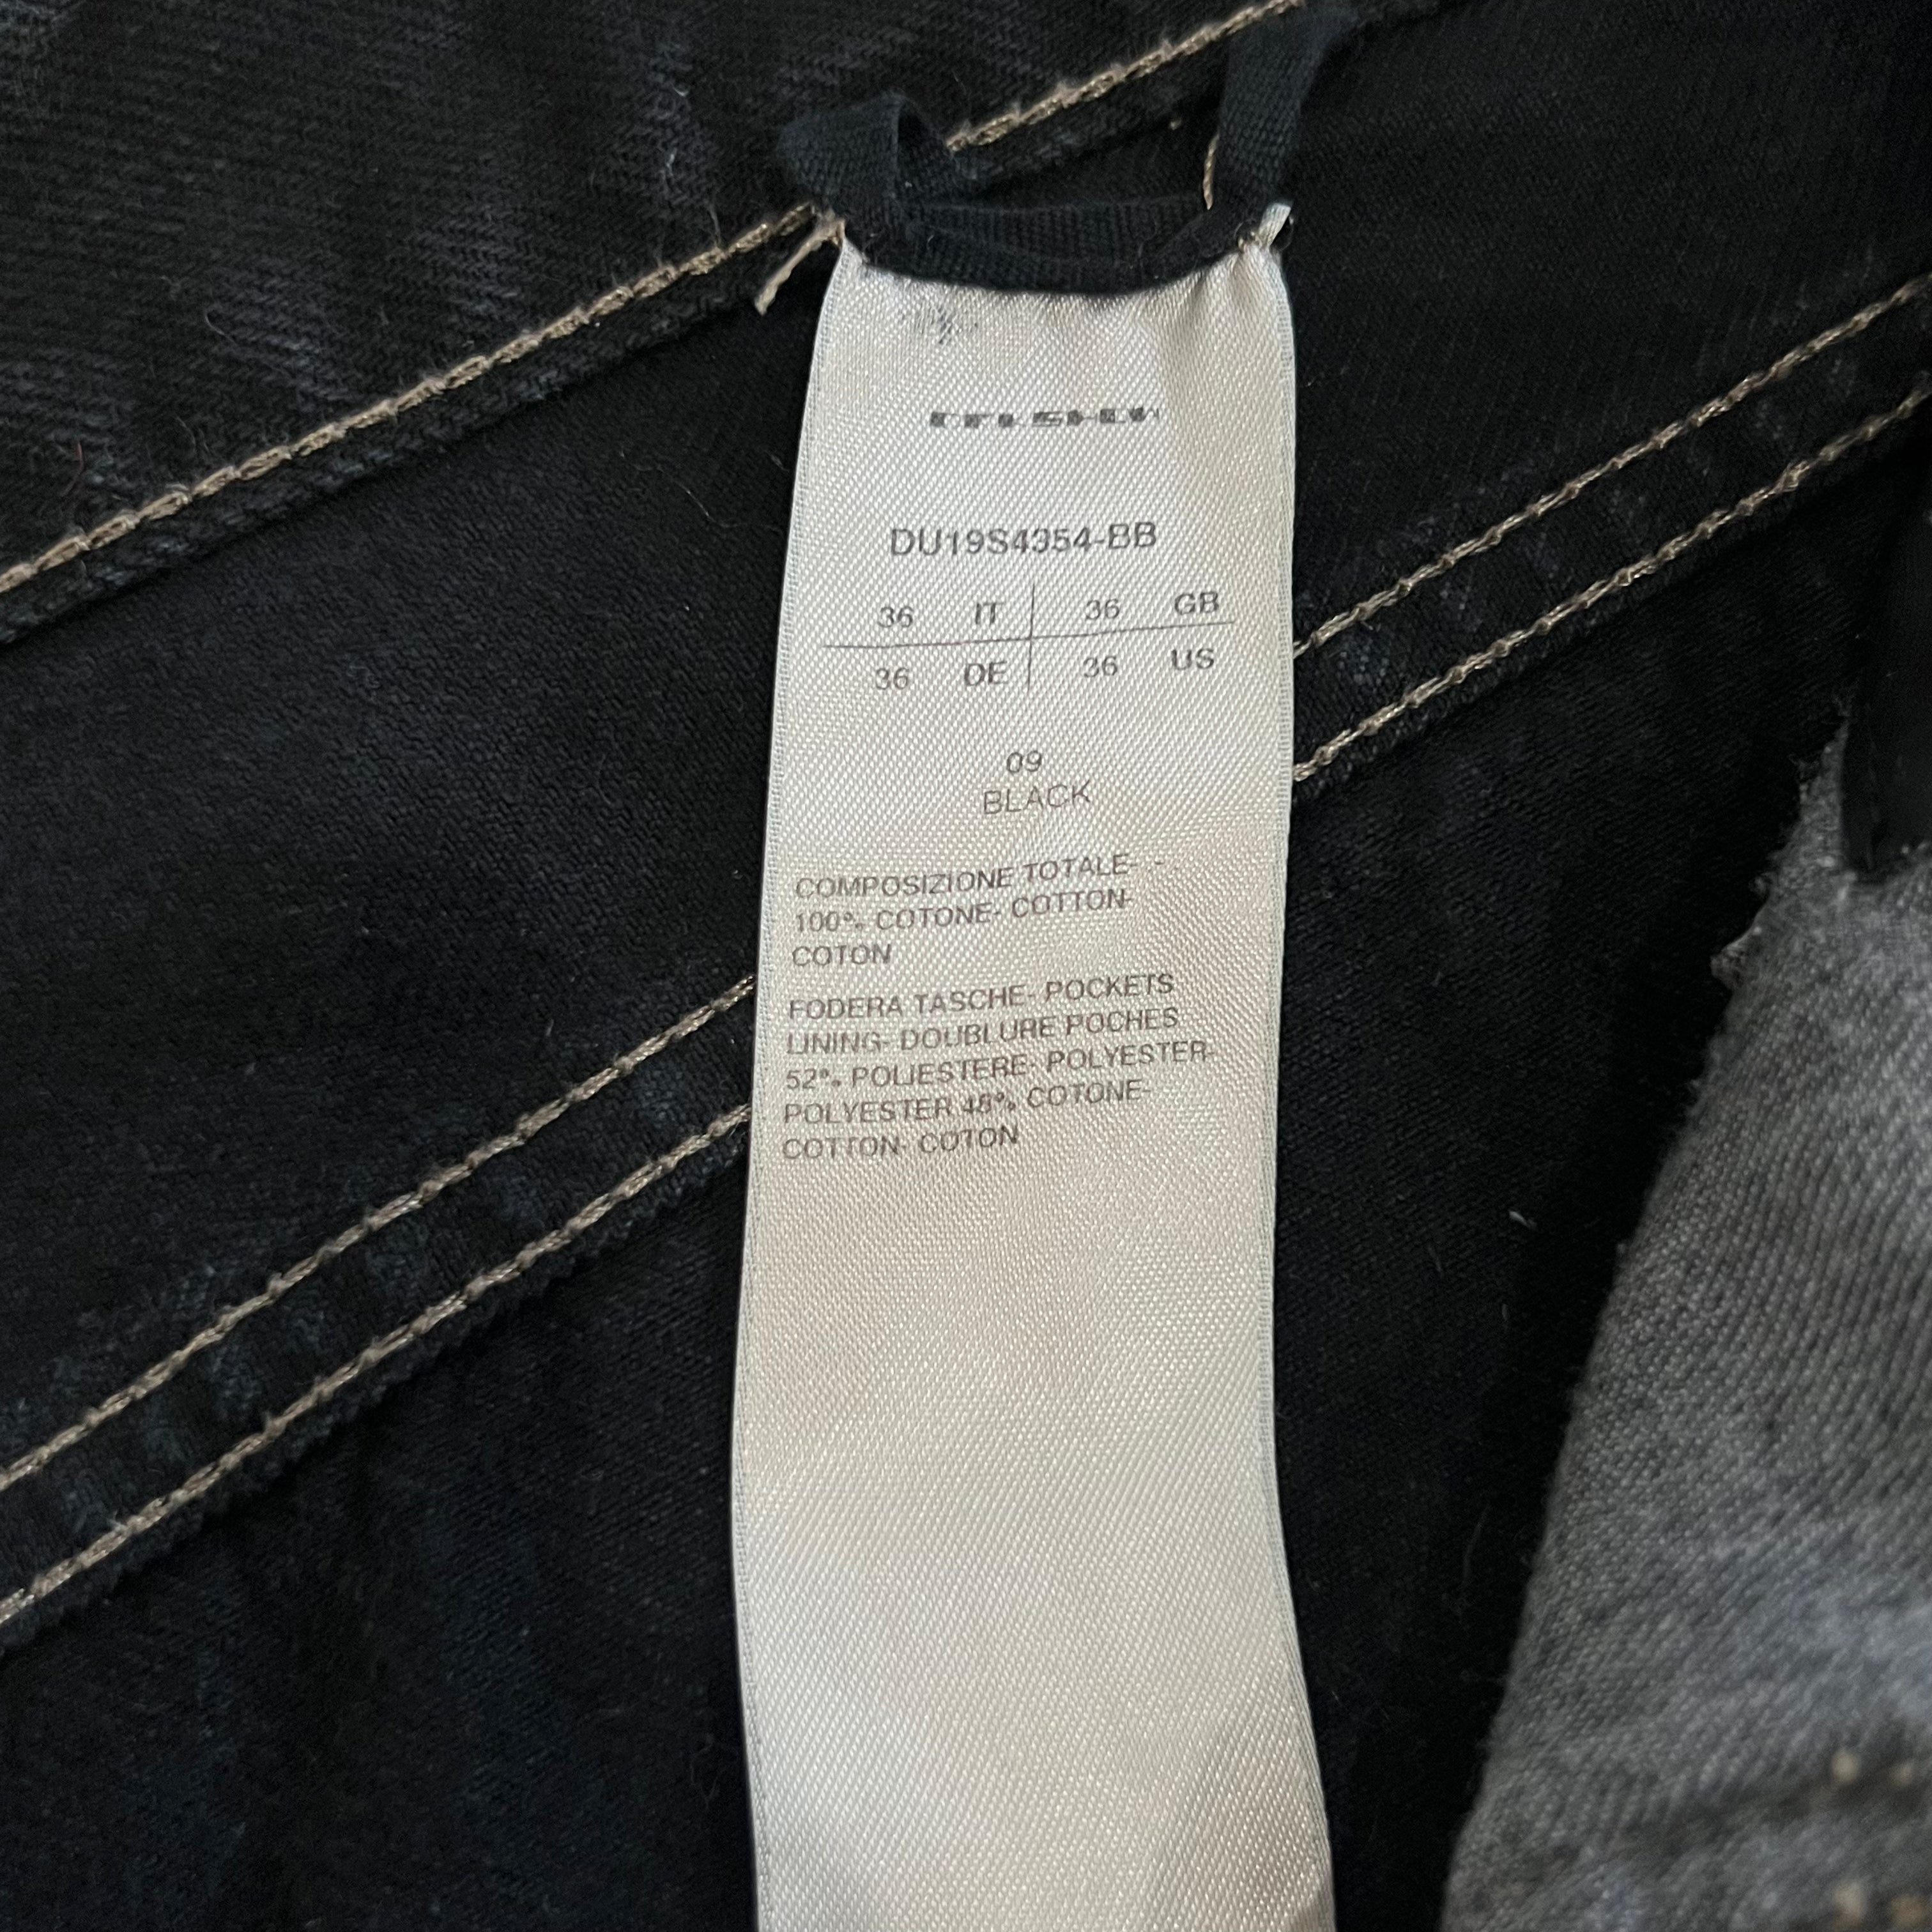 DU19S4354-BB
36 IT 36 GB
36 DE 36 US
09
BLACK
COMPOSIZIONE TOTALE- -
100% COTONE- COTTON-
COTON
FODERA TASCHE- POCKETS
LINING- DOUBLURE POCHES
52% POLIESTERE- POLYESTER-
POLYESTER 48% COTONE-
COTTON- COTON